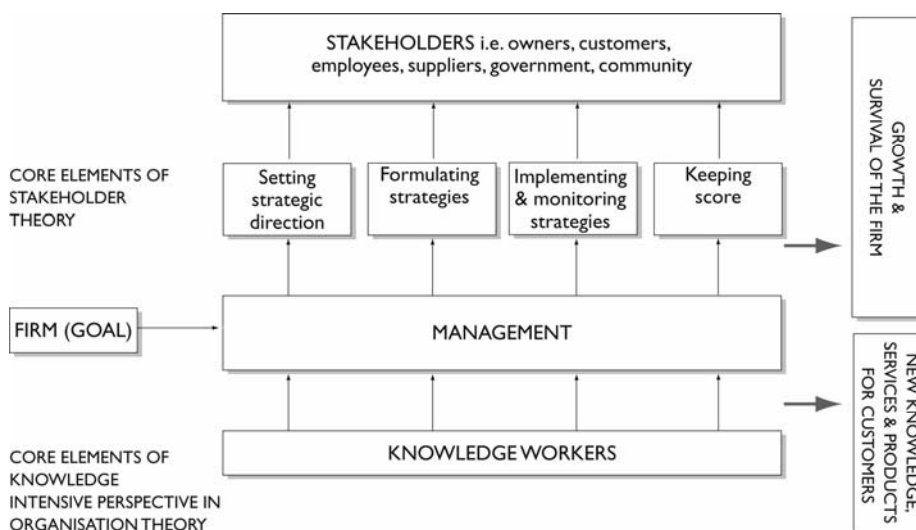 STAKEHOLDERS i.e. owners, customers,
employees, suppliers, government, community
CORE ELEMENTS OF
STAKEHOLDER
THEORY
Setting
strategic
direction
Formulating
strategies
Implementing
& monitoring
strategies
Keeping
score
GROWTH &
SURVIVAL OF THE FIRM
FIRM (GOAL)
MANAGEMENT
NEW KNOWLEDGE,
SERVICES & PRODUCTS
FOR CUSTOMERS
KNOWLEDGE WORKERS
CORE ELEMENTS OF
KNOWLEDGE
INTENSIVE PERSPECTIVE IN
ORGANISATION THEORY